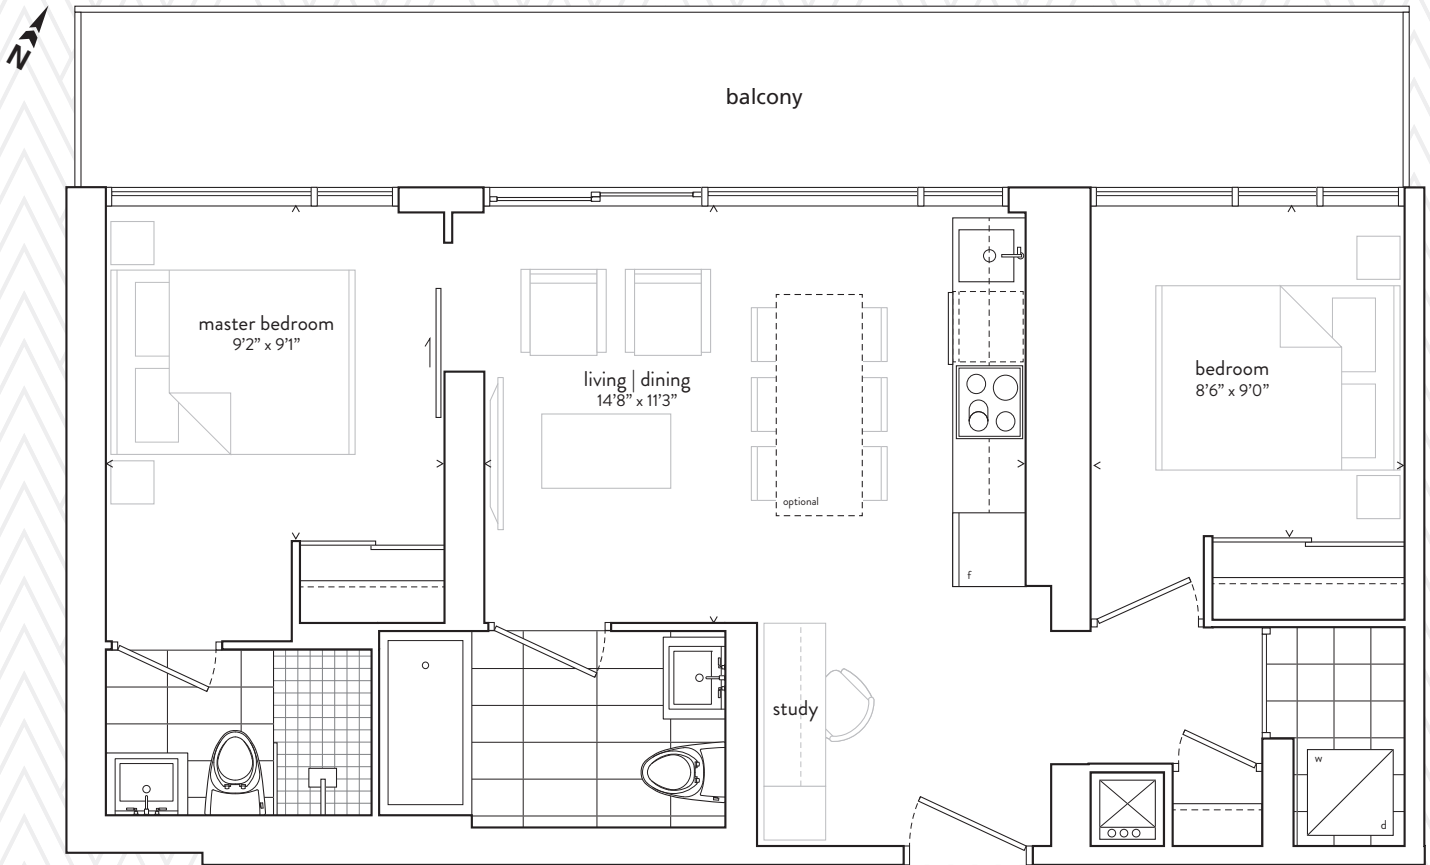 N
balcony
master bedroom
9'2” x 9'1”
living | dining
14'8” x 11'3”
bedroom
8'6” x 9'0”
optional
f
study
w
d